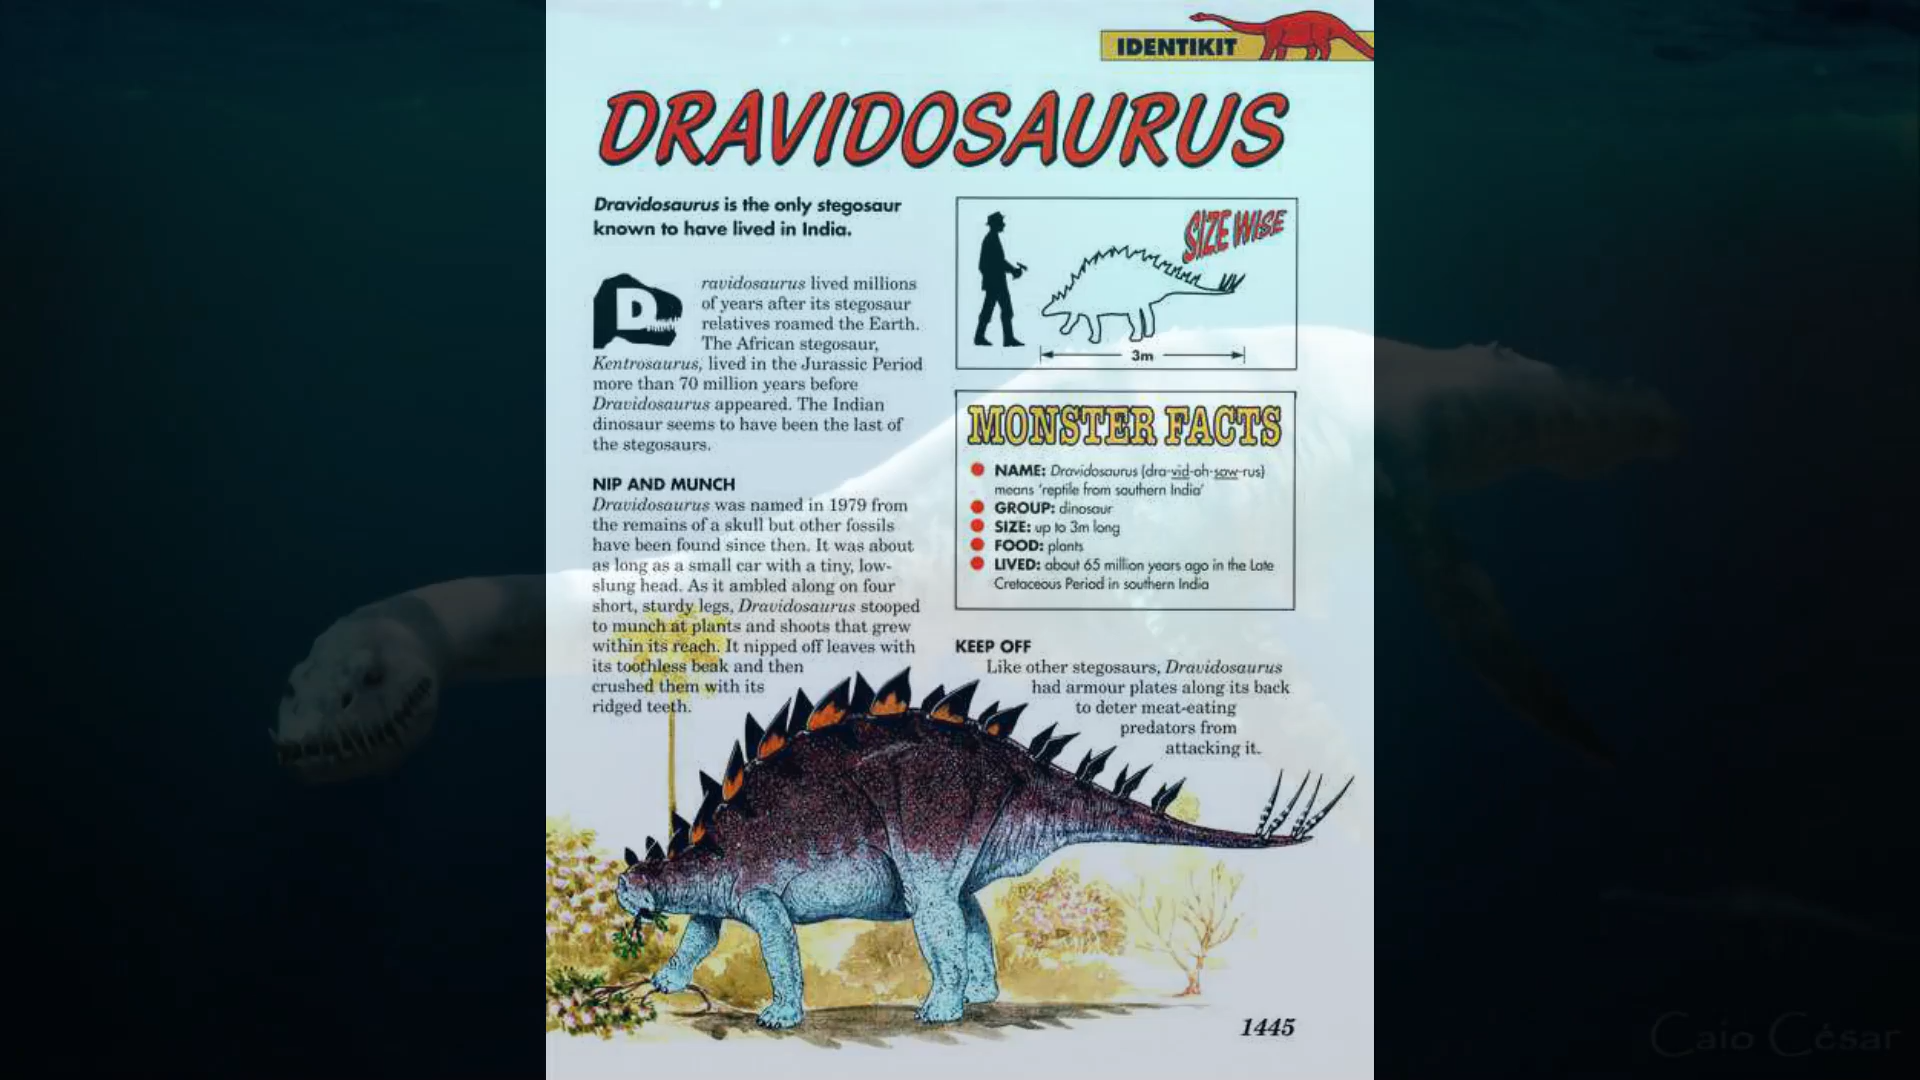 IDENTIKIT
DRAVIDOSAURUS
Dravidosaurus is the only stegosaur
known to have lived in India.
Dravidosaurus lived millions
of years after its stegosaur
relatives roamed the Earth.
The African stegosaur,
Kentrosaurus, lived in the Jurassic Period
more than 70 million years before
Dravidosaurus appeared. The Indian
dinosaur seems to have been the last of
the stegosaurs.
NIP AND MUNCH
Dravidosaurus was named in 1979 from
the remains of a skull but other fossils
have been found since then. It was about
as long as a small car with a tiny, low-
slung head. As it ambled along on four
short, sturdy legs, Dravidosaurus stooped
to munch at plants and shoots that grew
within its reach. It nipped off leaves with
its toothless beak and then
crushed them with its
ridged teeth.
SIZE WISE
3m
MONSTER FACTS
NAME: Dravidosaurus (dra-vid-oh-saw-rus)
means ‘reptile from southern India’
GROUP: dinosaur
SIZE: up to 3m long
FOOD: plants
LIVED: about 65 million years ago in the Late
Cretaceous Period in southern India
KEEP OFF
Like other stegosaurs, Dravidosaurus
had armour plates along its back
to deter meat-eating
predators from
attacking it.
1445
Caio César